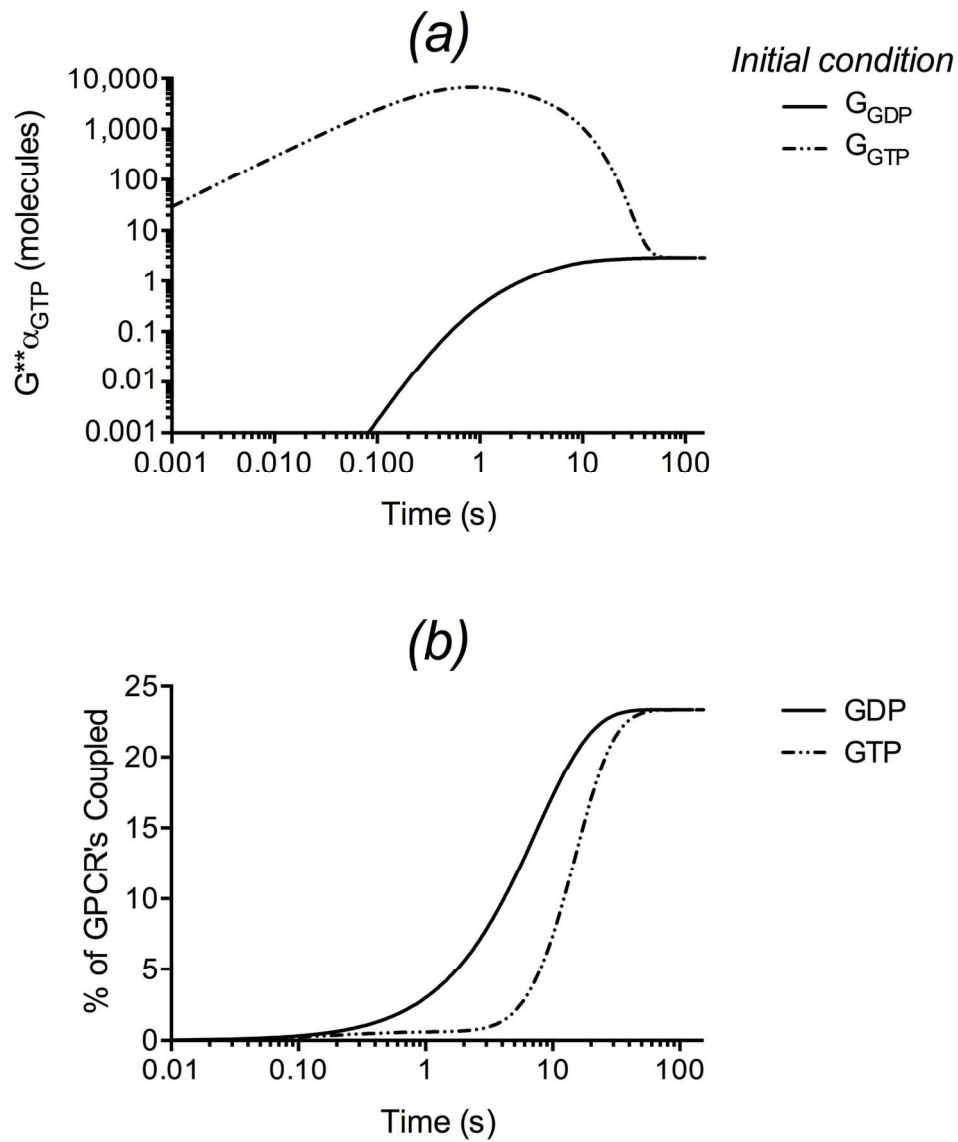 (a)
Initial condition
G_GDP
G_GTP
10,000
1,000
100
10
1
0.1
0.01
0.001
G**α_GTP (molecules)
0.001 0.010 0.100 1 10 100
Time (s)
(b)
GDP
GTP
25
20
15
10
5
0
% of GPCR's Coupled
0.01 0.10 1 10 100
Time (s)